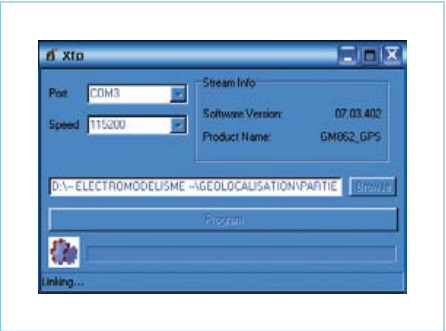 Xfp
Stream Info
Port COM3
Software Version: 07.03.402
Speed 115200
Product Name: GM862_GPS
D:\-- ELECTROMODELISME --\GEOLOCALISATION\PARTIE Browse
Program
Linking...